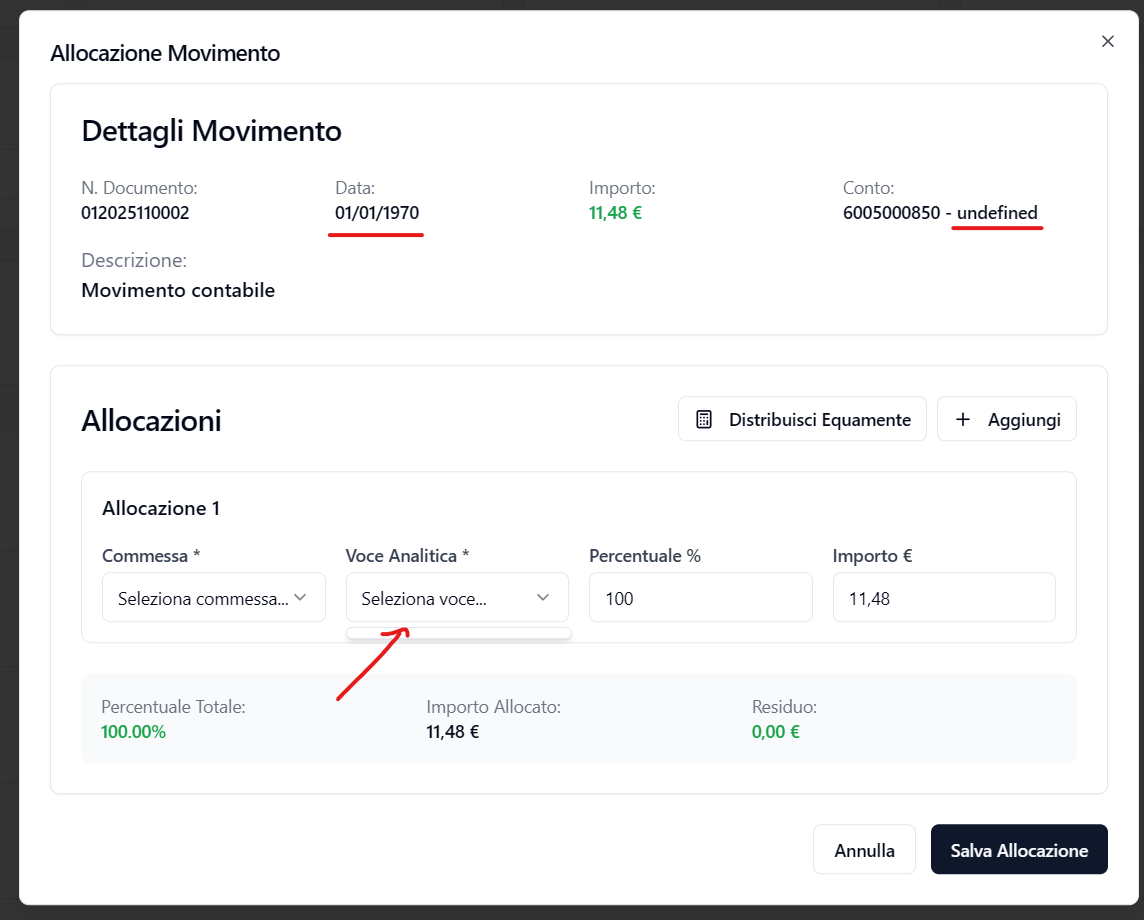 Allocazione Movimento
Dettagli Movimento
N. Documento: Data: Importo: Conto:
012025110002 01/01/1970 11,48 € 6005000850 - undefined
Descrizione:
Movimento contabile
Allocazioni Distribuisci Equamente Aggiungi
Allocazione 1
Commessa * Voce Analitica * Percentuale % Importo €
Seleziona commessa... Seleziona voce... 100 11,48
Percentuale Totale: Importo Allocato: Residuo:
100.00% 11,48 € 0,00 €
Annulla Salva Allocazione